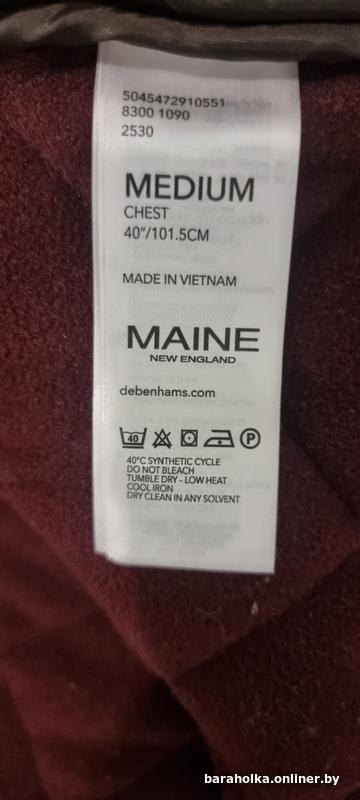 5045472910551
8300 1090
2530
MEDIUM
CHEST
40"/101.5CM
MADE IN VIETNAM
MAINE
NEW ENGLAND
debenhams.com
40
P
40°C SYNTHETIC CYCLE
DO NOT BLEACH
TUMBLE DRY - LOW HEAT
COOL IRON
DRY CLEAN IN ANY SOLVENT
baraholka.onliner.by